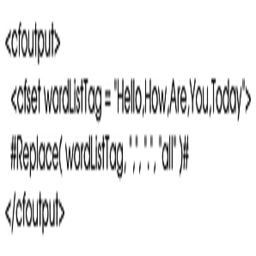 <cfoutput>
<cfset wordListTag = "Hello,How,Are,You,Today">
#Replace( wordListTag, ",", " ", "all" )#
</cfoutput>